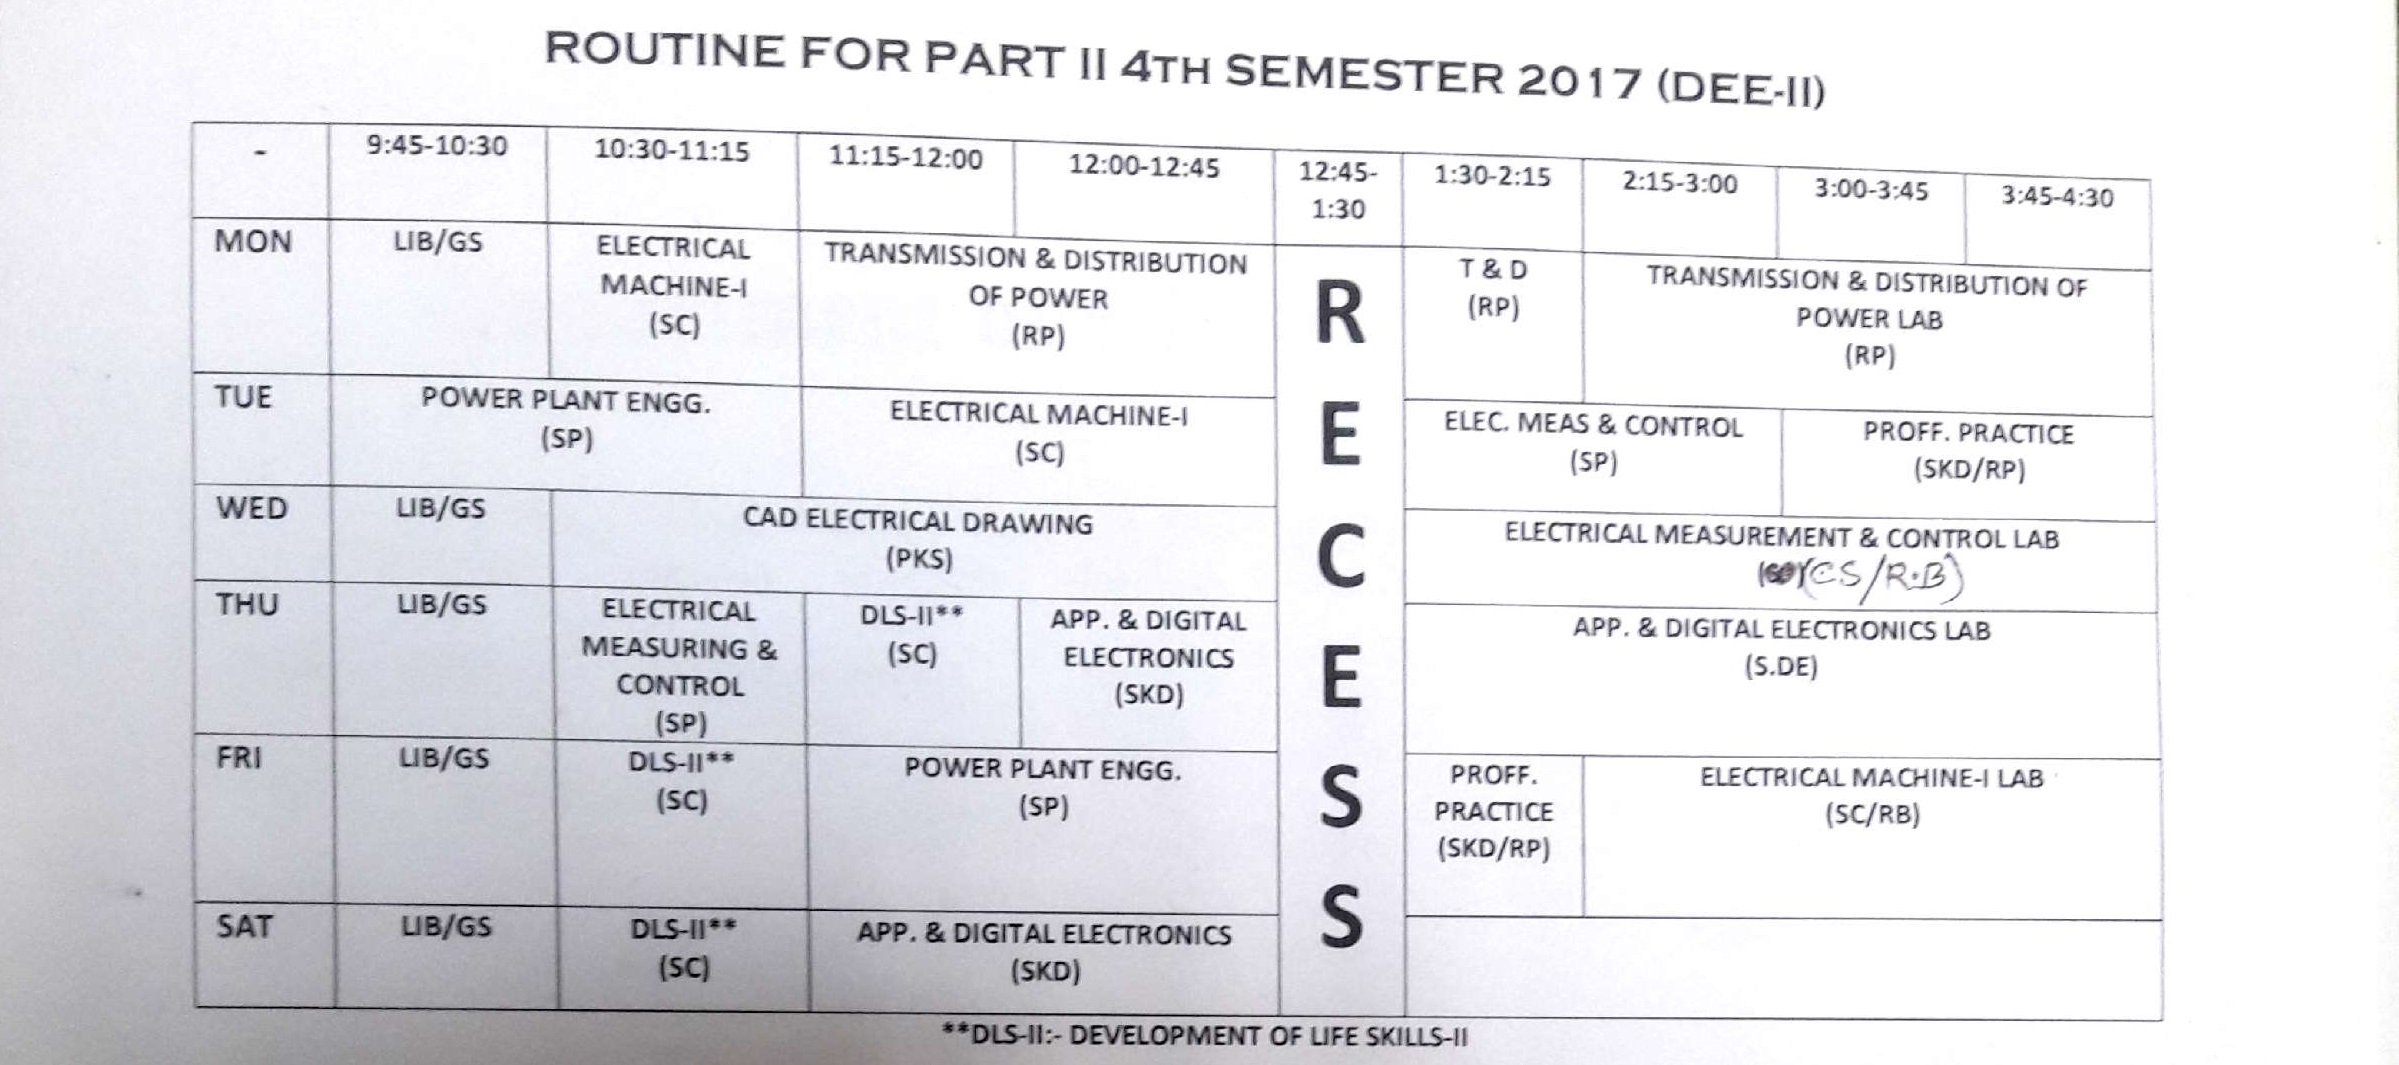 ROUTINE FOR PART II 4TH SEMESTER 2017 (DEE-II)
- 9:45-10:30 10:30-11:15 11:15-12:00 12:00-12:45 12:45- 1:30-2:15 2:15-3:00 3:00-3:45 3:45-4:30
1:30
MON LIB/GS ELECTRICAL TRANSMISSION & DISTRIBUTION T & D TRANSMISSION & DISTRIBUTION OF
MACHINE-I OF POWER (RP) POWER LAB
(SC) (RP) (RP)
R
TUE POWER PLANT ENGG. ELECTRICAL MACHINE-I ELEC. MEAS & CONTROL PROFF. PRACTICE
(SP) (SC) (SP) (SKD/RP)
E
WED LIB/GS CAD ELECTRICAL DRAWING ELECTRICAL MEASUREMENT & CONTROL LAB
(PKS) (CS/R.B)
C
THU LIB/GS ELECTRICAL DLS-II** APP. & DIGITAL APP. & DIGITAL ELECTRONICS LAB
MEASURING & (SC) ELECTRONICS (S.DE)
CONTROL (SKD)
(SP)
E
FRI LIB/GS DLS-II** POWER PLANT ENGG. PROFF. ELECTRICAL MACHINE-I LAB
(SC) (SP) PRACTICE (SC/RB)
(SKD/RP)
S
SAT LIB/GS DLS-II** APP. & DIGITAL ELECTRONICS
(SC) (SKD)
S
**DLS-II:- DEVELOPMENT OF LIFE SKILLS-II